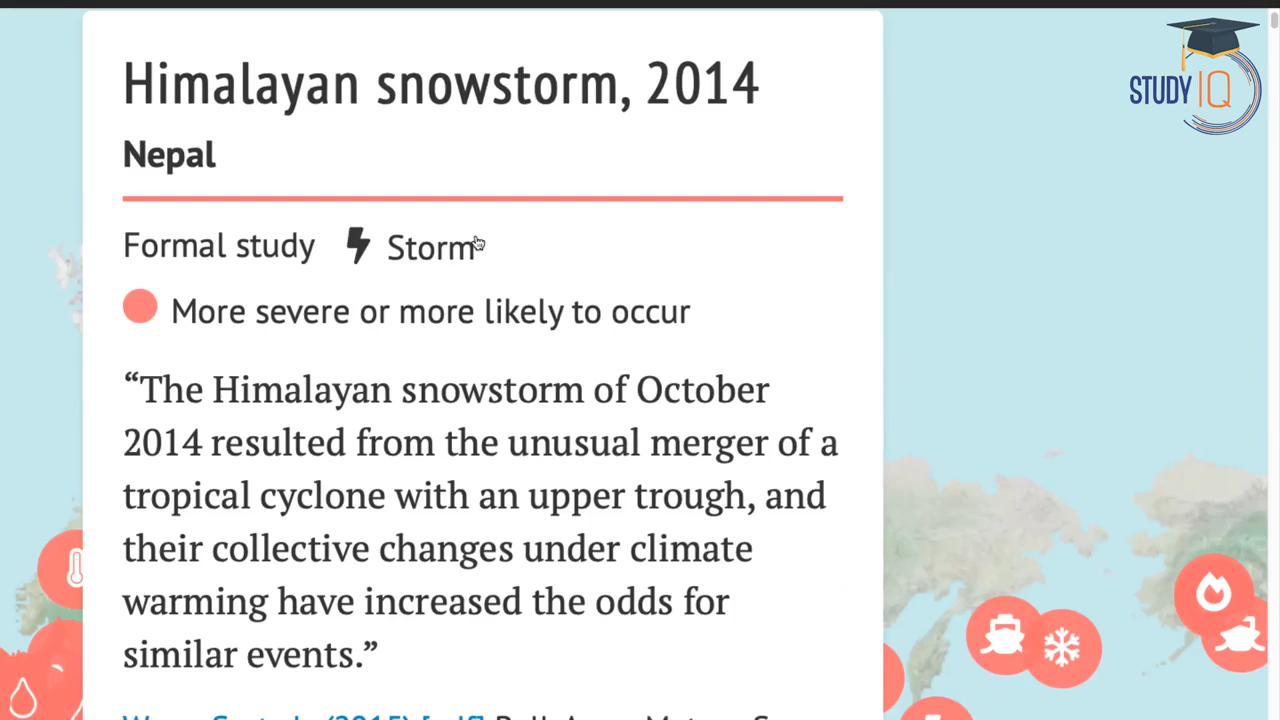 Himalayan snowstorm, 2014
STUDY IQ
Nepal
Formal study Storm
More severe or more likely to occur
“The Himalayan snowstorm of October
2014 resulted from the unusual merger of a
tropical cyclone with an upper trough, and
their collective changes under climate
warming have increased the odds for
similar events.”